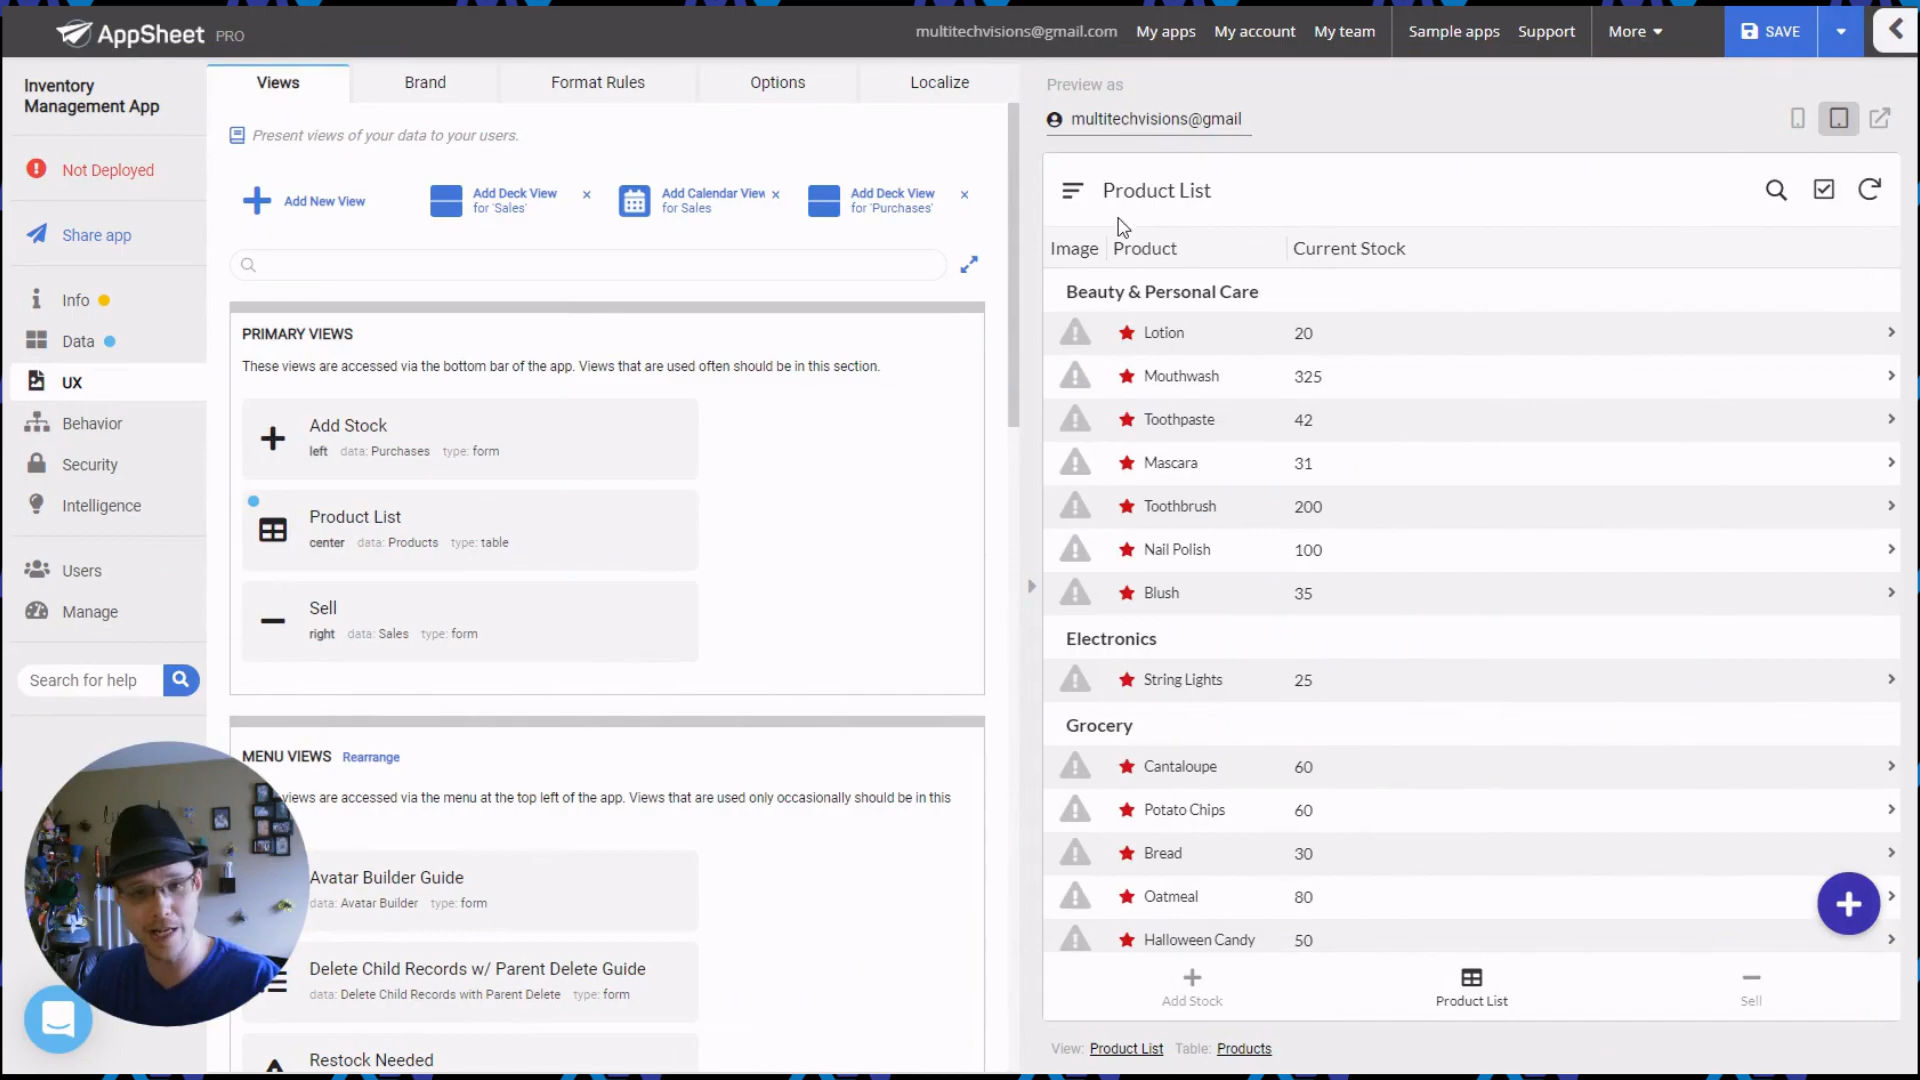 AppSheet PRO
multitechvisions@gmail.com
My apps
My account
My team
Sample apps
Support
More
SAVE
Inventory
Management App
Not Deployed
Share app
Info
Data
UX
Behavior
Security
Intelligence
Users
Manage
Search for help
Views
Brand
Format Rules
Options
Localize
Present views of your data to your users.
Add New View
Add Deck View
for 'Sales'
×
Add Calendar View
for Sales
×
Add Deck View
for 'Purchases'
×
PRIMARY VIEWS
These views are accessed via the bottom bar of the app. Views that are used often should be in this section.
Add Stock
left data: Purchases type: form
Product List
center data: Products type: table
Sell
right data: Sales type: form
MENU VIEWS Rearrange
views are accessed via the menu at the top left of the app. Views that are used only occasionally should be in this
Avatar Builder Guide
data: Avatar Builder type: form
Delete Child Records w/ Parent Delete Guide
data: Delete Child Records with Parent Delete type: form
Restock Needed
Preview as
multitechvisions@gmail
Product List
Image Product Current Stock
Beauty & Personal Care
Lotion 20
Mouthwash 325
Toothpaste 42
Mascara 31
Toothbrush 200
Nail Polish 100
Blush 35
Electronics
String Lights 25
Grocery
Cantaloupe 60
Potato Chips 60
Bread 30
Oatmeal 80
Halloween Candy 50
Add Stock
Product List
Sell
View: Product List Table: Products